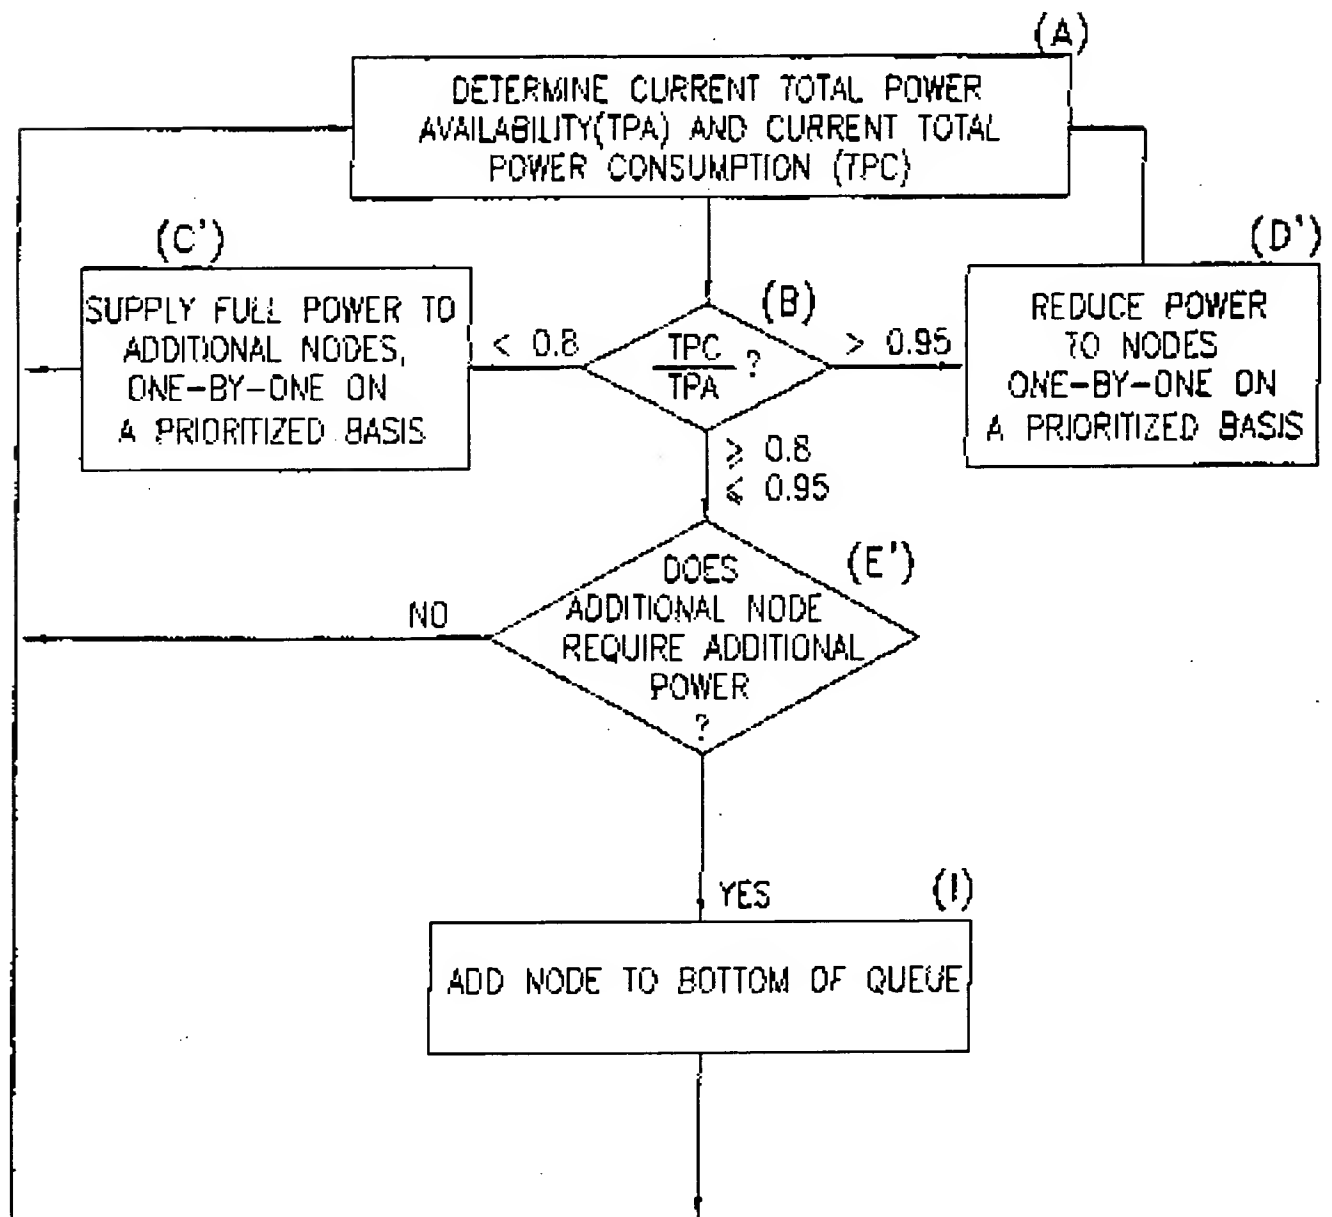 (A)
DETERMINE CURRENT TOTAL POWER
AVAILABILITY(TPA) AND CURRENT TOTAL
POWER CONSUMPTION (TPC)
(C')
SUPPLY FULL POWER TO
ADDITIONAL NODES,
ONE-BY-ONE ON
A PRIORITIZED BASIS
< 0.8
(B)
TPC
TPA
?
> 0.95
(D')
REDUCE POWER
TO NODES
ONE-BY-ONE ON
A PRIORITIZED BASIS
⩾ 0.8
⩽ 0.95
(E')
DOES
ADDITIONAL NODE
REQUIRE ADDITIONAL
POWER
?
NO
YES
(I)
ADD NODE TO BOTTOM OF QUEUE